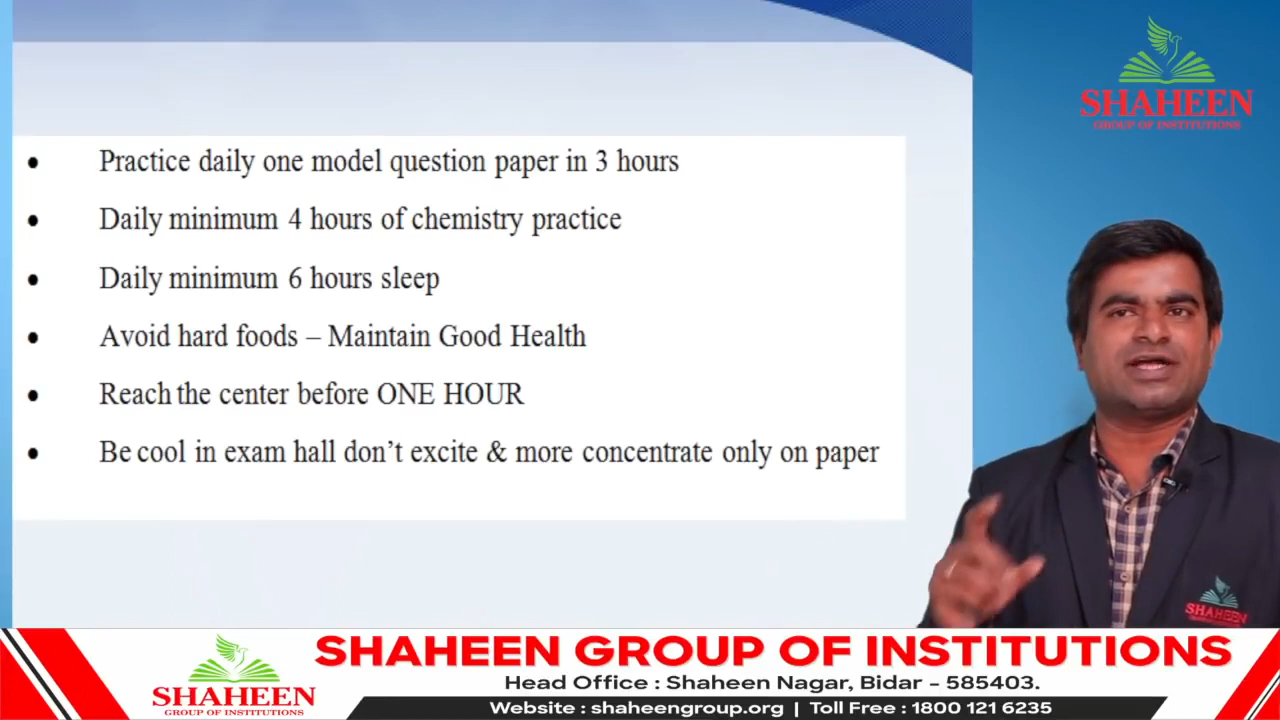 SHAHEEN
GROUP OF INSTITUTIONS
• Practice daily one model question paper in 3 hours
• Daily minimum 4 hours of chemistry practice
• Daily minimum 6 hours sleep
• Avoid hard foods – Maintain Good Health
• Reach the center before ONE HOUR
• Be cool in exam hall don’t excite & more concentrate only on paper
SHAHEEN
SHAHEEN
GROUP OF INSTITUTIONS
SHAHEEN GROUP OF INSTITUTIONS
Head Office : Shaheen Nagar, Bidar - 585403.
Website : shaheengroup.org | Toll Free : 1800 121 6235